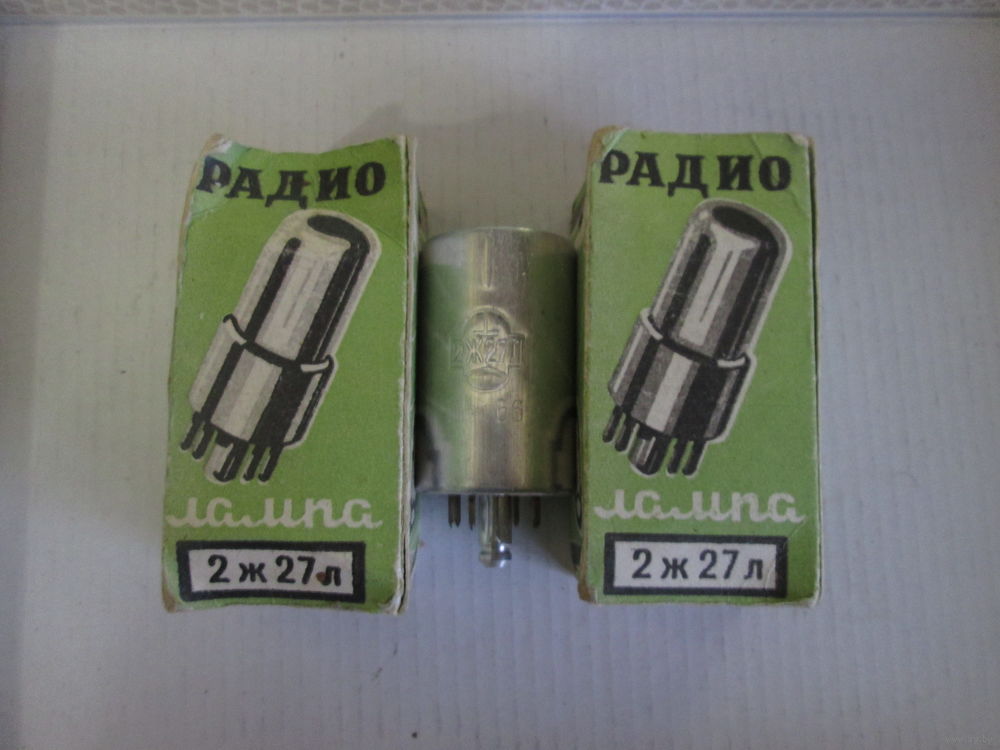 РАДИО
лампа
2 ж 27 л
2Ж27Л
РАДИО
лампа
2 ж 27 л